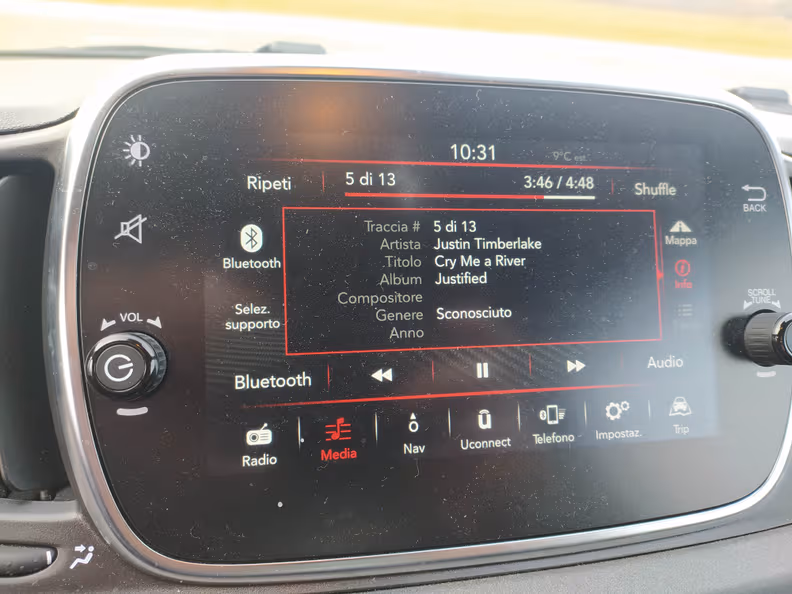 10:31
9°C est.
Ripeti
5 di 13
3:46 / 4:48
Shuffle
BACK
Bluetooth
Traccia # 5 di 13
Artista Justin Timberlake
Titolo Cry Me a River
Album Justified
Compositore
Genere Sconosciuto
Anno
Mappa
Info
Selez.
supporto
VOL
SCROLL
TUNE
Bluetooth
Audio
Radio
Media
Nav
Uconnect
Telefono
Impostaz.
Trip